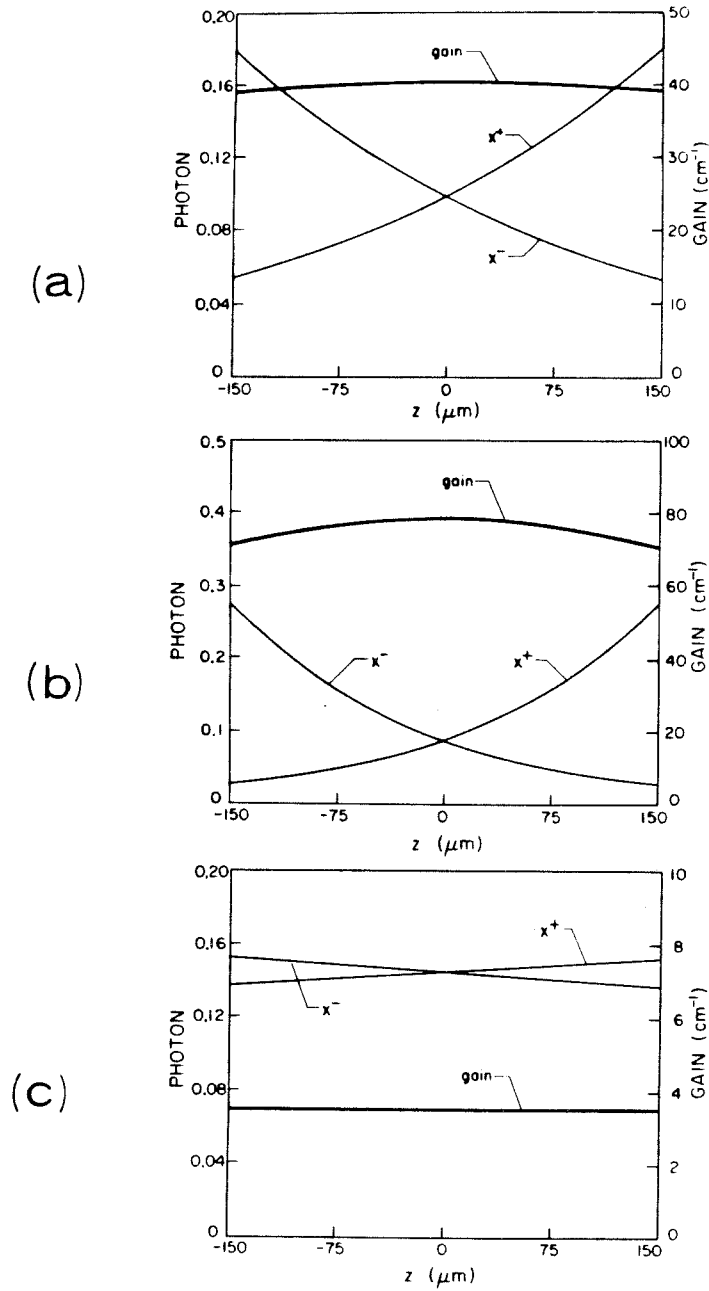 (a)
PHOTON
0.20
0.16
0.12
0.08
0.04
0
gain
x+
x−
50
40
30
20
10
0
GAIN (cm⁻¹)
-150 -75 0 75 150
z (μm)
(b)
PHOTON
0.5
0.4
0.3
0.2
0.1
0
gain
x−
x+
100
80
60
40
20
0
GAIN (cm⁻¹)
-150 -75 0 75 150
z (μm)
(c)
PHOTON
0.20
0.16
0.12
0.08
0.04
0
x+
x−
gain
10
8
6
4
2
0
GAIN (cm⁻¹)
-150 -75 0 75 150
z (μm)